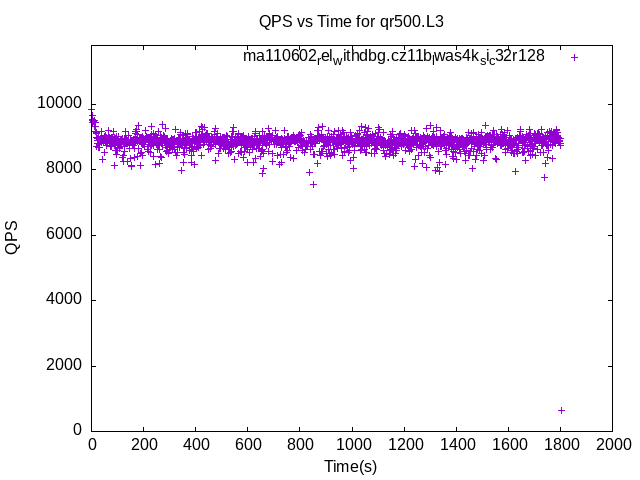 QPS vs Time for qr500.L3
ma110602relwithdbg.cz11blwas4ksic32r128
10000
8000
6000
4000
2000
0
QPS
0 200 400 600 800 1000 1200 1400 1600 1800 2000
Time(s)